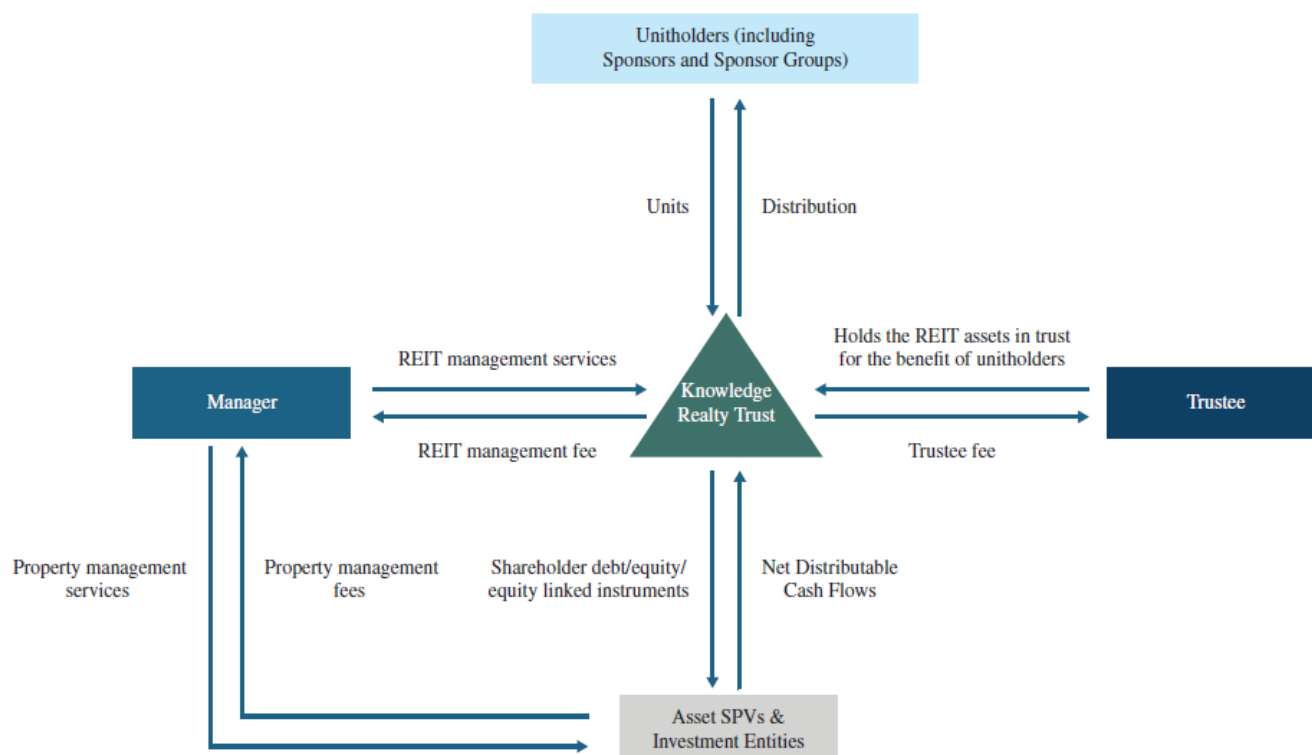 Unitholders (including
Sponsors and Sponsor Groups)
Units
Distribution
REIT management services
Holds the REIT assets in trust
for the benefit of unitholders
Manager
Knowledge
Realty Trust
Trustee
REIT management fee
Trustee fee
Property management
services
Property management
fees
Shareholder debt/equity/
equity linked instruments
Net Distributable
Cash Flows
Asset SPVs &
Investment Entities